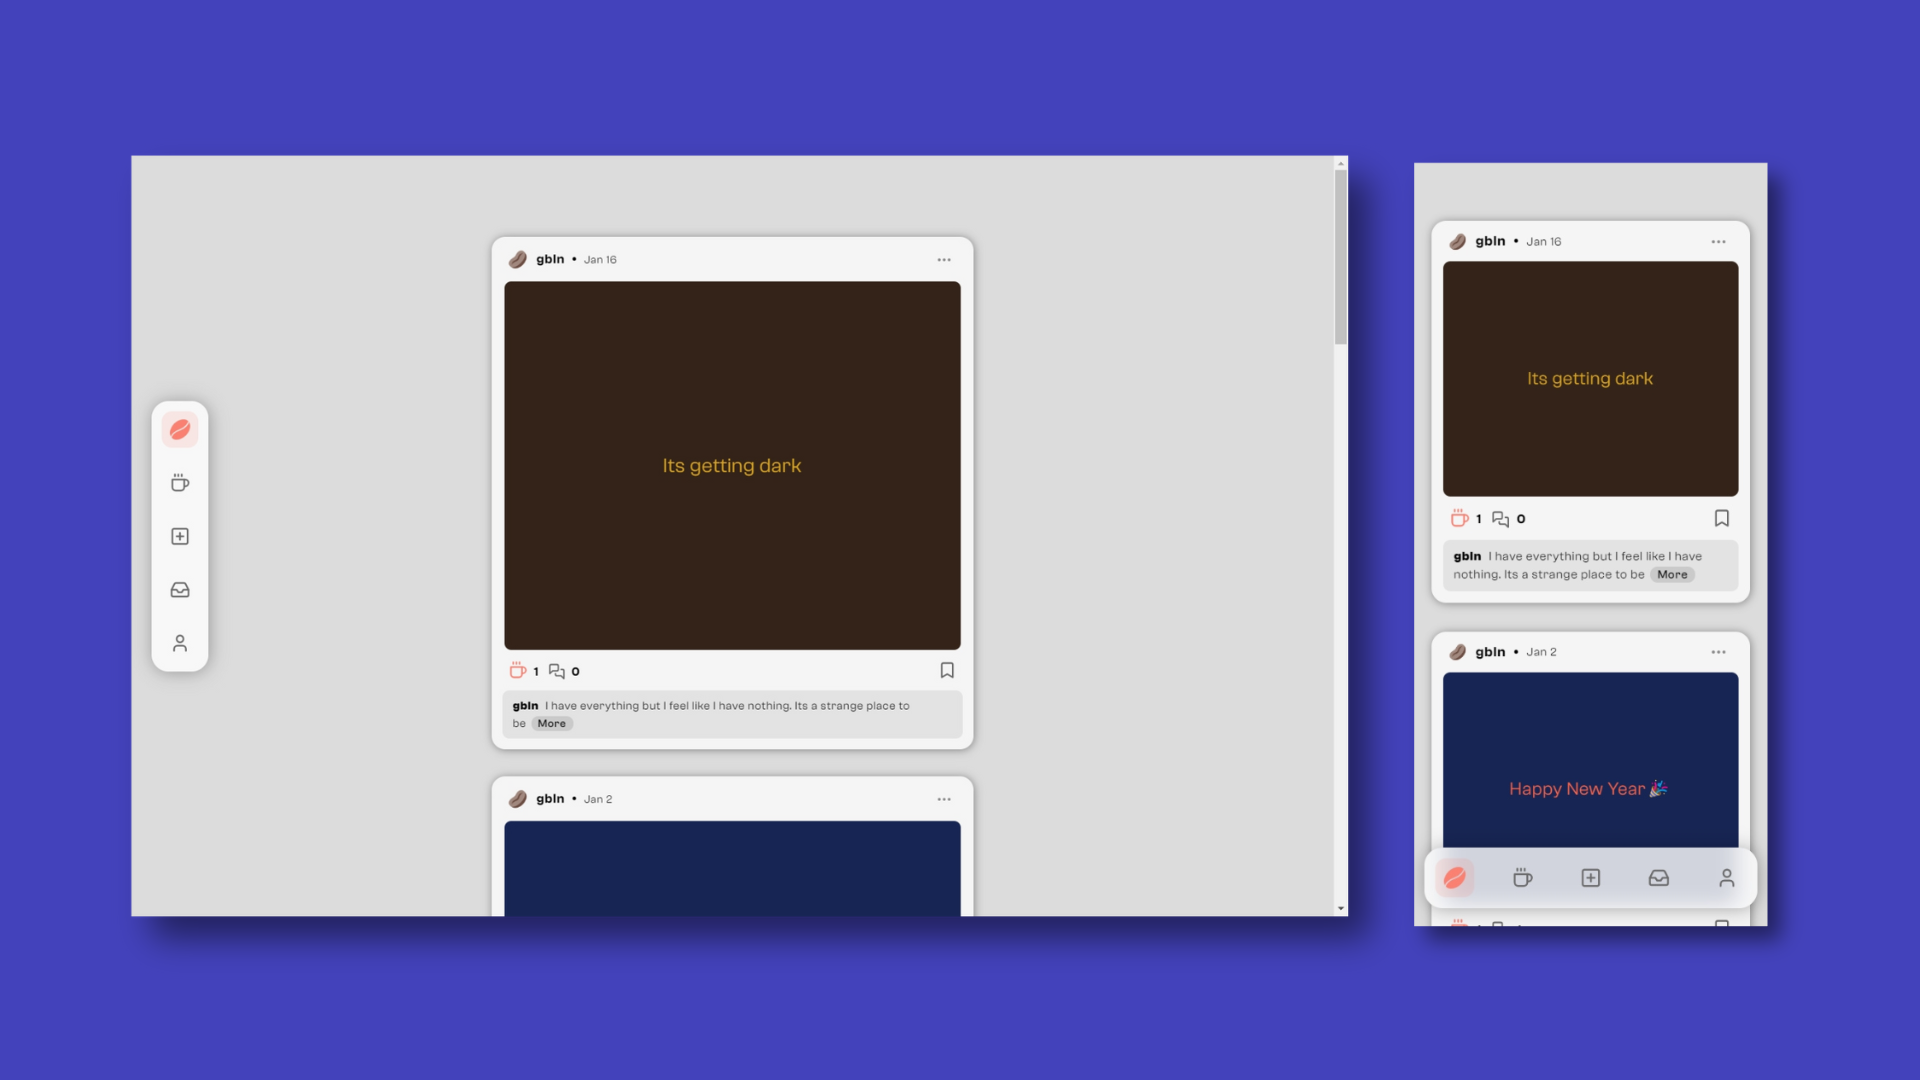 gbln • Jan 16
Its getting dark
1 0
gbln I have everything but I feel like I have nothing. Its a strange place to
be More
gbln • Jan 2
gbln • Jan 16
Its getting dark
1 0
gbln I have everything but I feel like I have
nothing. Its a strange place to be More
gbln • Jan 2
Happy New Year 🎉